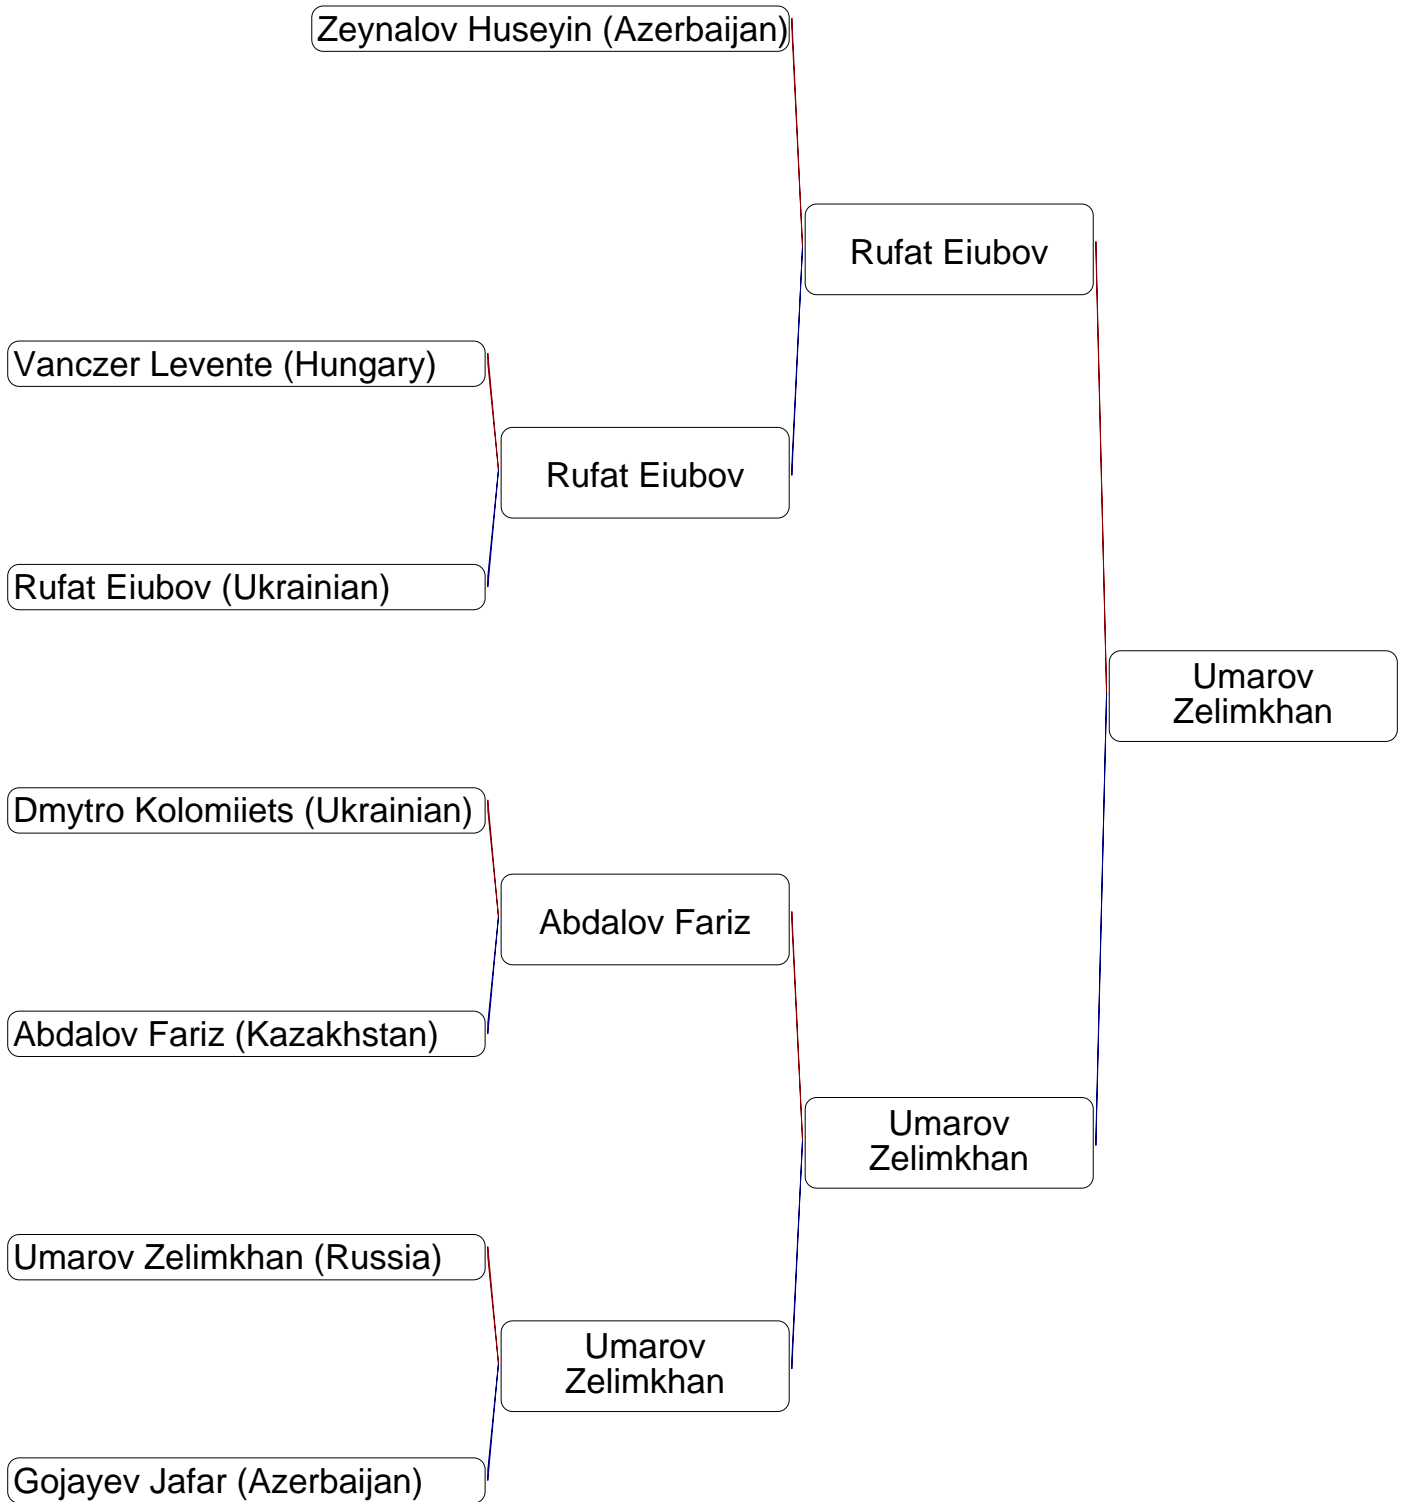 Zeynalov Huseyin (Azerbaijan)
Rufat Eiubov
Vanczer Levente (Hungary)
Rufat Eiubov
Rufat Eiubov (Ukrainian)
Umarov
Zelimkhan
Dmytro Kolomiiets (Ukrainian)
Abdalov Fariz
Abdalov Fariz (Kazakhstan)
Umarov
Zelimkhan
Umarov Zelimkhan (Russia)
Umarov
Zelimkhan
Gojayev Jafar (Azerbaijan)